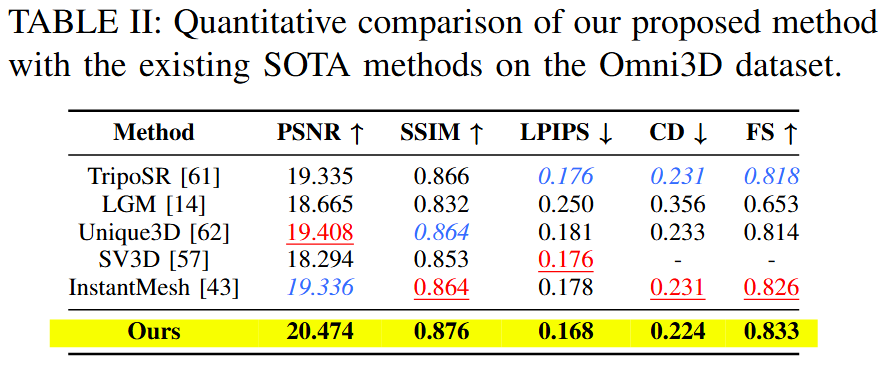 TABLE II: Quantitative comparison of our proposed method
with the existing SOTA methods on the Omni3D dataset.
Method PSNR ↑ SSIM ↑ LPIPS ↓ CD ↓ FS ↑
TripoSR [61] 19.335 0.866 0.176 0.231 0.818
LGM [14] 18.665 0.832 0.250 0.356 0.653
Unique3D [62] 19.408 0.864 0.181 0.233 0.814
SV3D [57] 18.294 0.853 0.176 - -
InstantMesh [43] 19.336 0.864 0.178 0.231 0.826
Ours 20.474 0.876 0.168 0.224 0.833